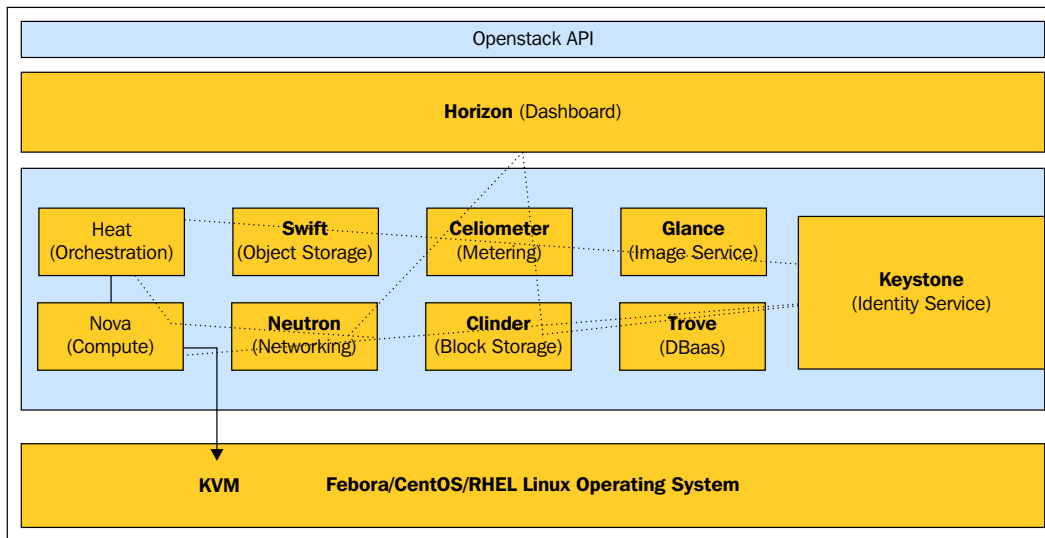 Openstack API
Horizon (Dashboard)
Heat
(Orchestration)
Swift
(Object Storage)
Celiometer
(Metering)
Glance
(Image Service)
Keystone
(Identity Service)
Nova
(Compute)
Neutron
(Networking)
Clinder
(Block Storage)
Trove
(DBaas)
KVM
Febora/CentOS/RHEL Linux Operating System